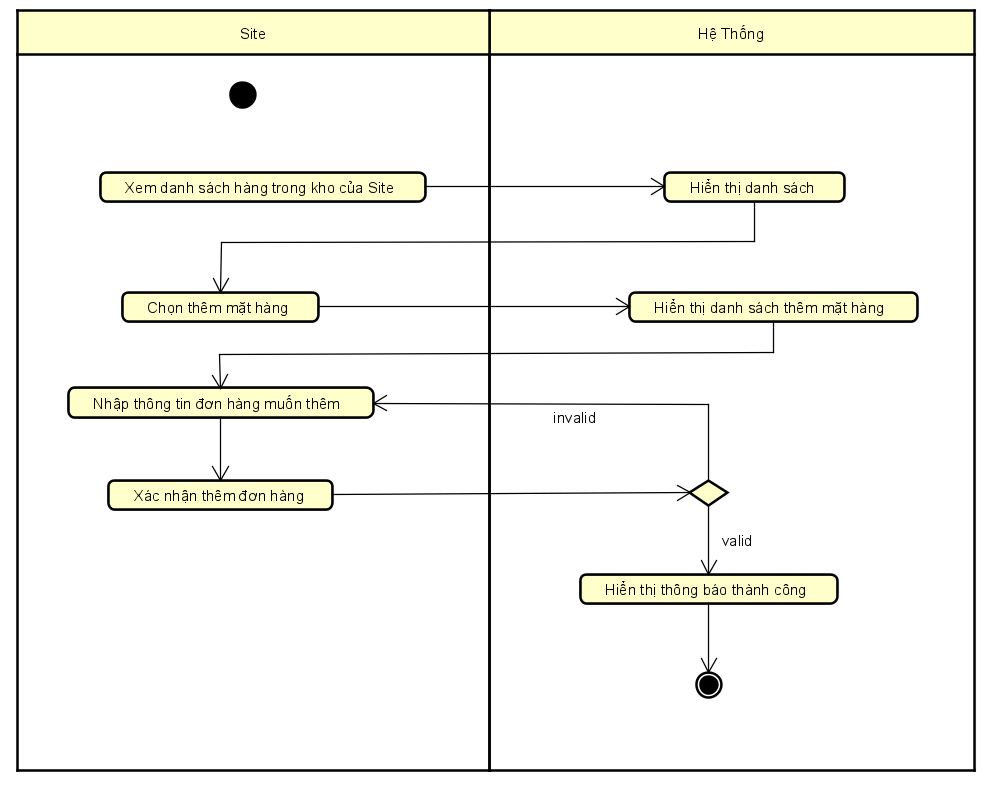 Site
Hệ Thống
Xem danh sách hàng trong kho của Site
Hiển thị danh sách
Chọn thêm mặt hàng
Hiển thị danh sách thêm mặt hàng
Nhập thông tin đơn hàng muốn thêm
invalid
Xác nhận thêm đơn hàng
valid
Hiển thị thông báo thành công